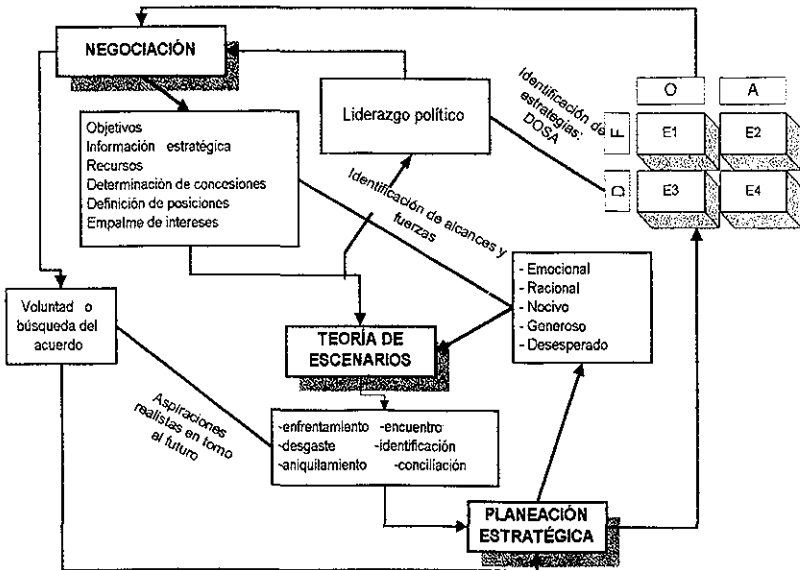 NEGOCIACIÓN
Objetivos
Información estratégica
Recursos
Determinación de concesiones
Definición de posiciones
Empalme de intereses
Liderazgo político
Identificación de
estrategias:
DOSA
O A
F E1 E2
D E3 E4
Identificación de alcances y
fuerzas
- Emocional
- Racional
- Nocivo
- Generoso
- Desesperado
Voluntad o
búsqueda del
acuerdo
TEORÍA DE
ESCENARIOS
Aspiraciones
realistas en torno
al futuro
-enfrentamiento -encuentro
-desgaste -identificación
-aniquilamiento -conciliación
PLANEACIÓN
ESTRATÉGICA